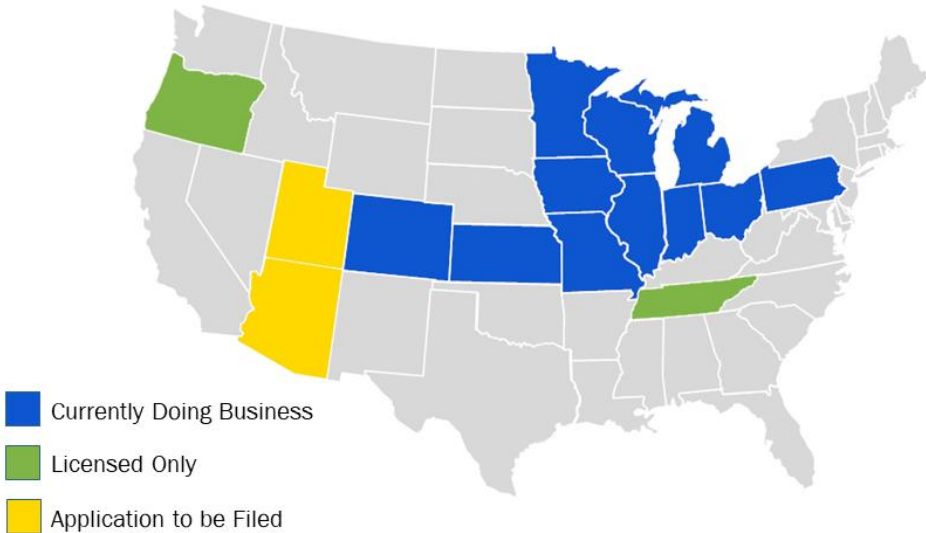 Currently Doing Business
Licensed Only
Application to be Filed